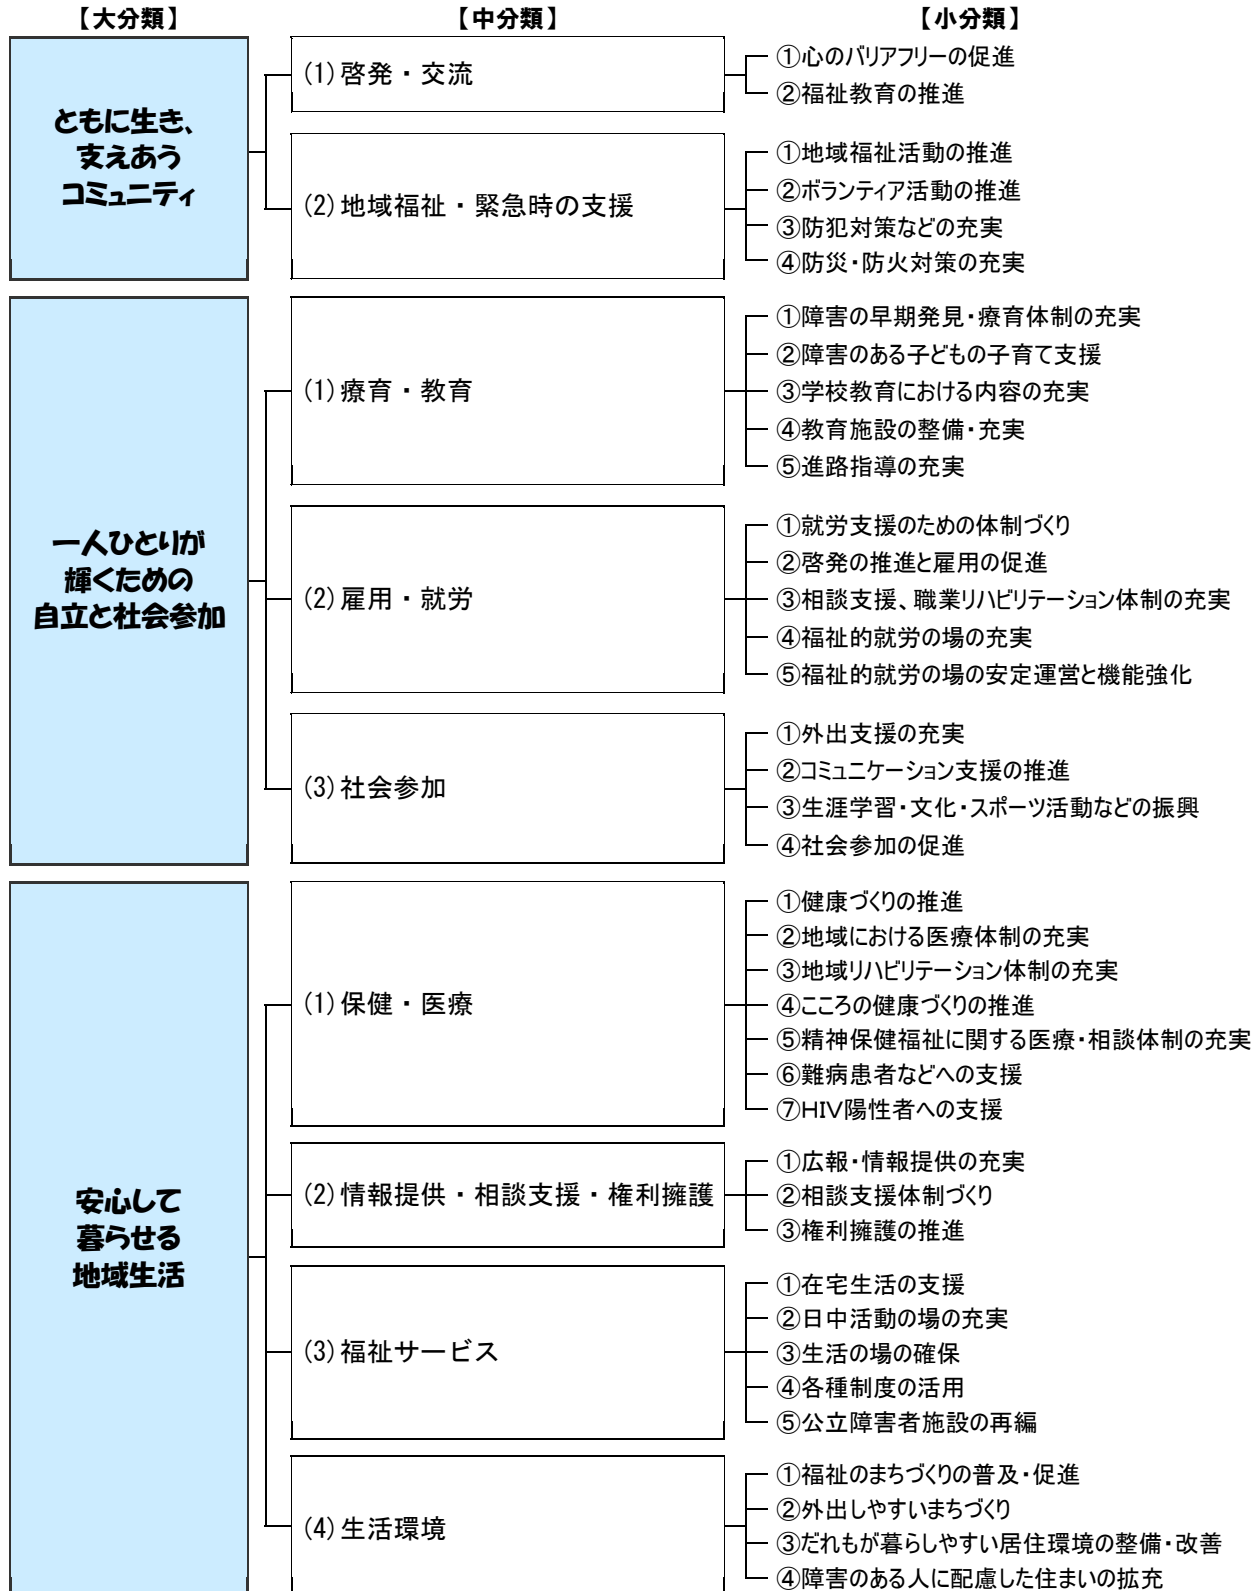 【大分類】 【中分類】 【小分類】
ともに生き、
支えあう
コミュニティ
(1)啓発・交流
①心のバリアフリーの促進
②福祉教育の推進
(2)地域福祉・緊急時の支援
①地域福祉活動の推進
②ボランティア活動の推進
③防犯対策などの充実
④防災・防火対策の充実
一人ひとりが
輝くための
自立と社会参加
(1)療育・教育
①障害の早期発見・療育体制の充実
②障害のある子どもの子育て支援
③学校教育における内容の充実
④教育施設の整備・充実
⑤進路指導の充実
(2)雇用・就労
①就労支援のための体制づくり
②啓発の推進と雇用の促進
③相談支援、職業リハビリテーション体制の充実
④福祉的就労の場の充実
⑤福祉的就労の場の安定運営と機能強化
(3)社会参加
①外出支援の充実
②コミュニケーション支援の推進
③生涯学習・文化・スポーツ活動などの振興
④社会参加の促進
安心して
暮らせる
地域生活
(1)保健・医療
①健康づくりの推進
②地域における医療体制の充実
③地域リハビリテーション体制の充実
④こころの健康づくりの推進
⑤精神保健福祉に関する医療・相談体制の充実
⑥難病患者などへの支援
⑦HIV陽性者への支援
(2)情報提供・相談支援・権利擁護
①広報・情報提供の充実
②相談支援体制づくり
③権利擁護の推進
(3)福祉サービス
①在宅生活の支援
②日中活動の場の充実
③生活の場の確保
④各種制度の活用
⑤公立障害者施設の再編
(4)生活環境
①福祉のまちづくりの普及・促進
②外出しやすいまちづくり
③だれもが暮らしやすい居住環境の整備・改善
④障害のある人に配慮した住まいの拡充